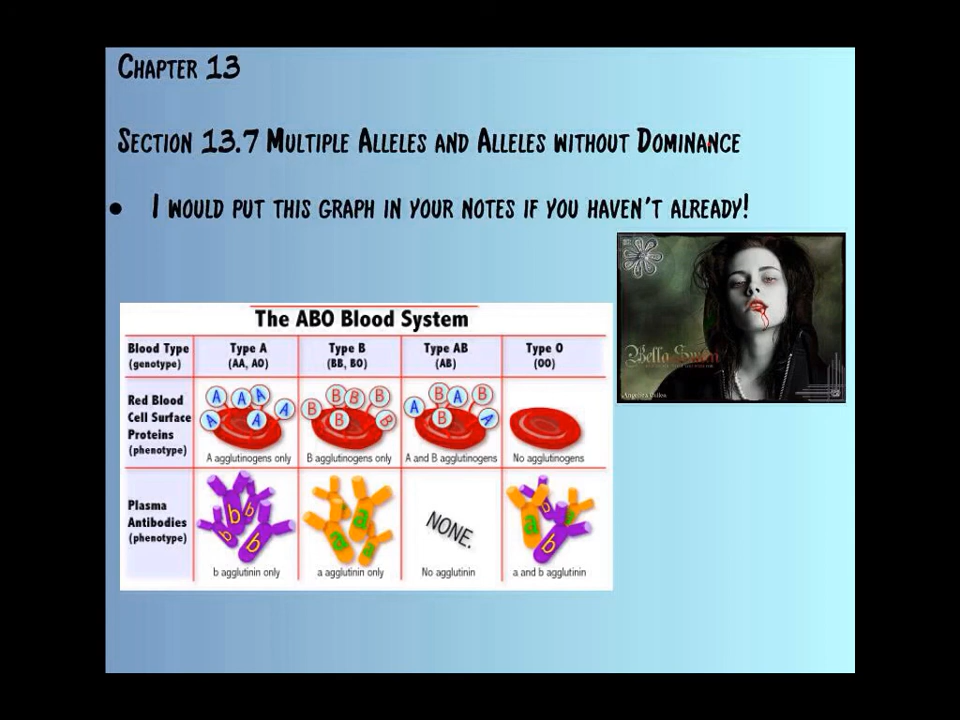 Chapter 13
Section 13.7 Multiple Alleles and Alleles without Dominance
• I would put this graph in your notes if you haven't already!
The ABO Blood System
Blood Type (genotype)
Type A (AA, AO)
Type B (BB, BO)
Type AB (AB)
Type O (OO)
Red Blood Cell Surface Proteins (phenotype)
A A A A A A
A agglutinogens only
B B B B B B
B agglutinogens only
A B A B B A
A and B agglutinogens
No agglutinogens
Plasma Antibodies (phenotype)
b b b b
b agglutinin only
a a a
a agglutinin only
NONE.
No agglutinin
a b a b
a and b agglutinin
Bella Swan